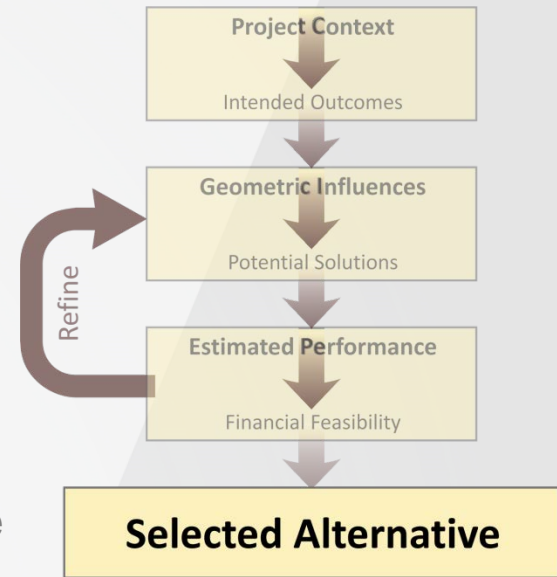 Project Context
Intended Outcomes
Geometric Influences
Potential Solutions
Refine
Estimated Performance
Financial Feasibility
Selected Alternative